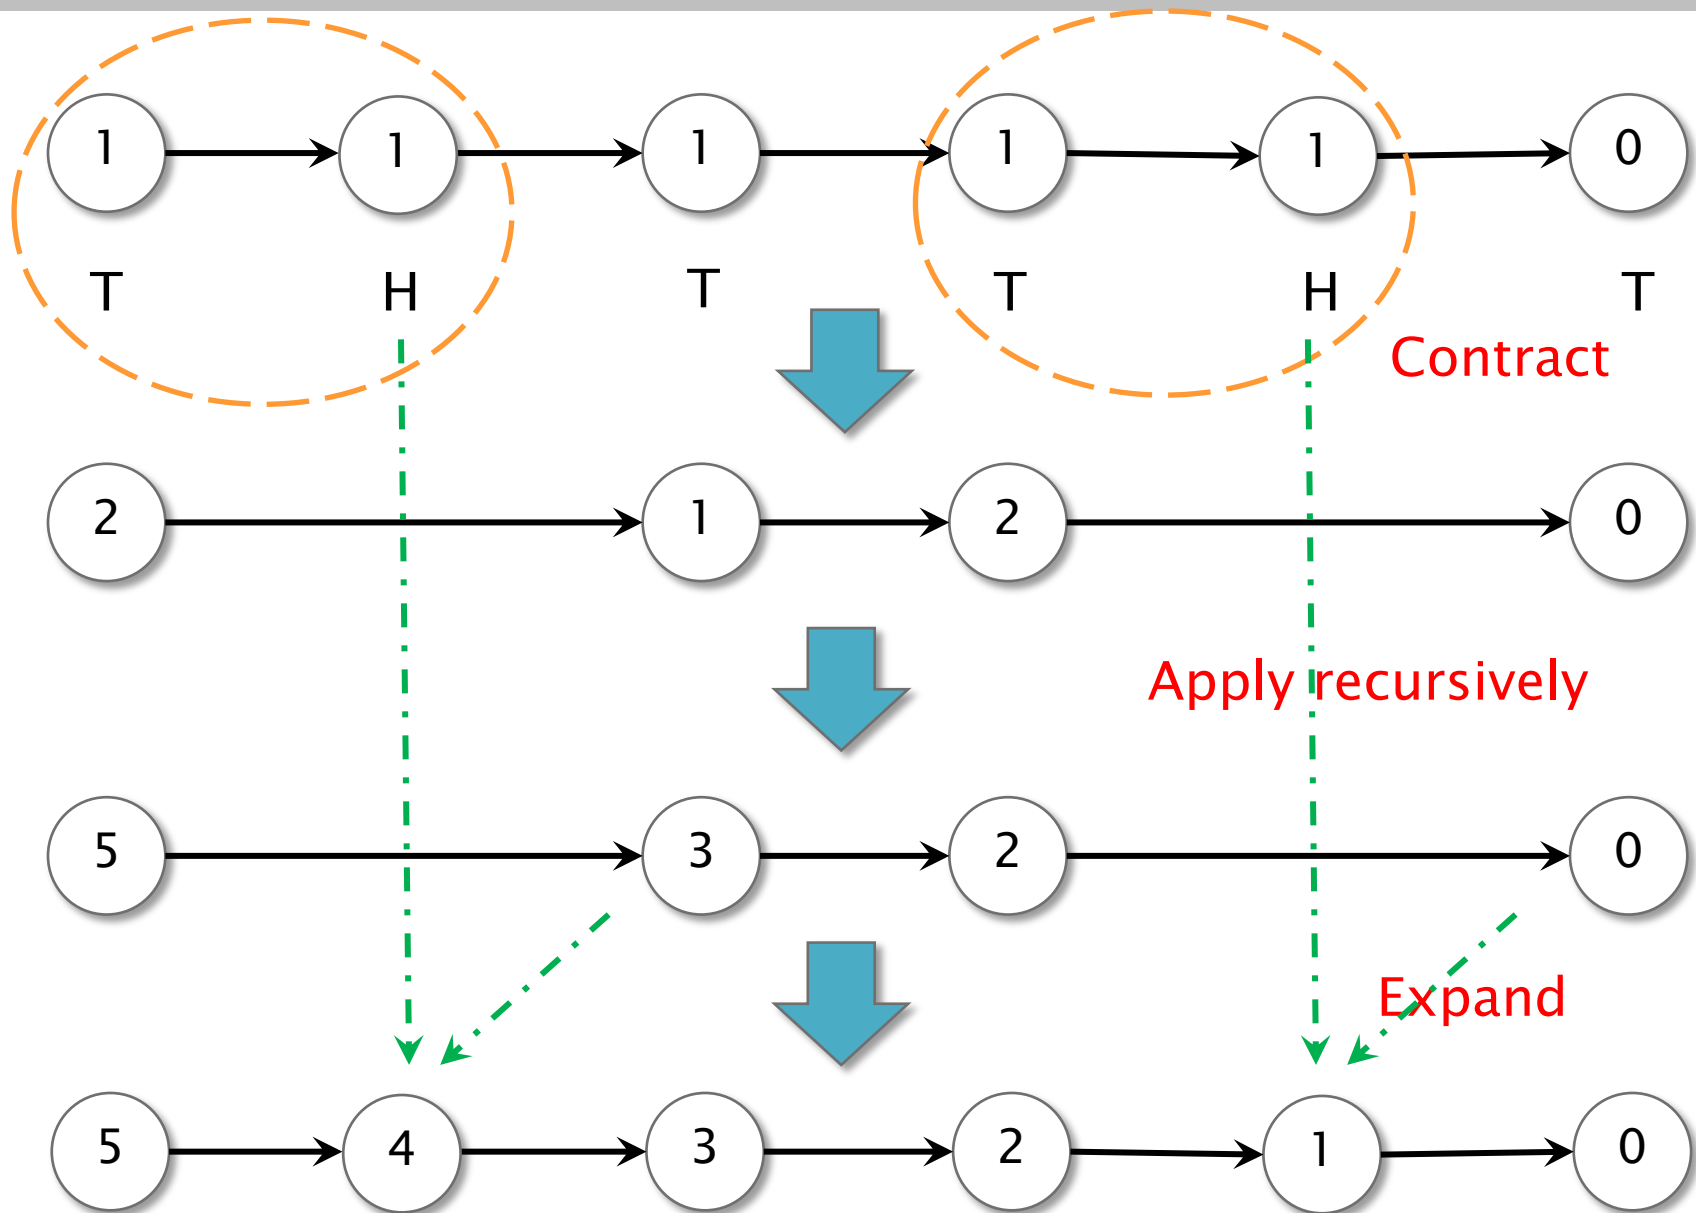 1 1 1 1 1 0
T H T T H T
Contract
2 1 2 0
Apply recursively
5 3 2 0
Expand
5 4 3 2 1 0